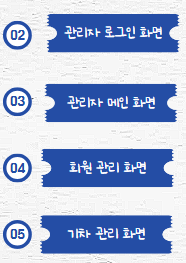 02 관리자 로그인 화면
03 관리자 메인 화면
04 회원 관리 화면
05 기차 관리 화면